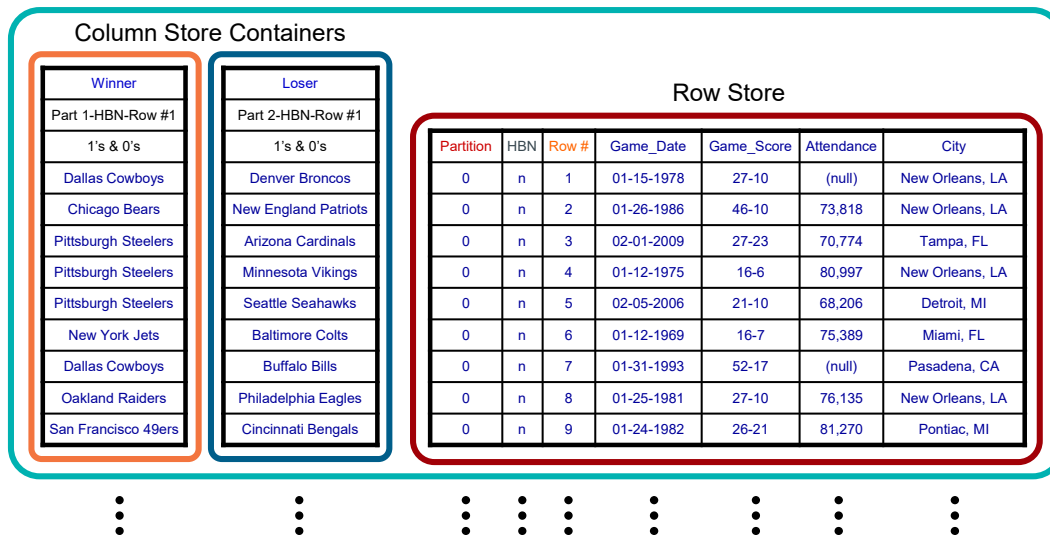 Column Store Containers
Winner
Part 1-HBN-Row #1
1’s & 0’s
Dallas Cowboys
Chicago Bears
Pittsburgh Steelers
Pittsburgh Steelers
Pittsburgh Steelers
New York Jets
Dallas Cowboys
Oakland Raiders
San Francisco 49ers
Loser
Part 2-HBN-Row #1
1’s & 0’s
Denver Broncos
New England Patriots
Arizona Cardinals
Minnesota Vikings
Seattle Seahawks
Baltimore Colts
Buffalo Bills
Philadelphia Eagles
Cincinnati Bengals
Row Store
Partition HBN Row # Game_Date Game_Score Attendance City
0 n 1 01-15-1978 27-10 (null) New Orleans, LA
0 n 2 01-26-1986 46-10 73,818 New Orleans, LA
0 n 3 02-01-2009 27-23 70,774 Tampa, FL
0 n 4 01-12-1975 16-6 80,997 New Orleans, LA
0 n 5 02-05-2006 21-10 68,206 Detroit, MI
0 n 6 01-12-1969 16-7 75,389 Miami, FL
0 n 7 01-31-1993 52-17 (null) Pasadena, CA
0 n 8 01-25-1981 27-10 76,135 New Orleans, LA
0 n 9 01-24-1982 26-21 81,270 Pontiac, MI